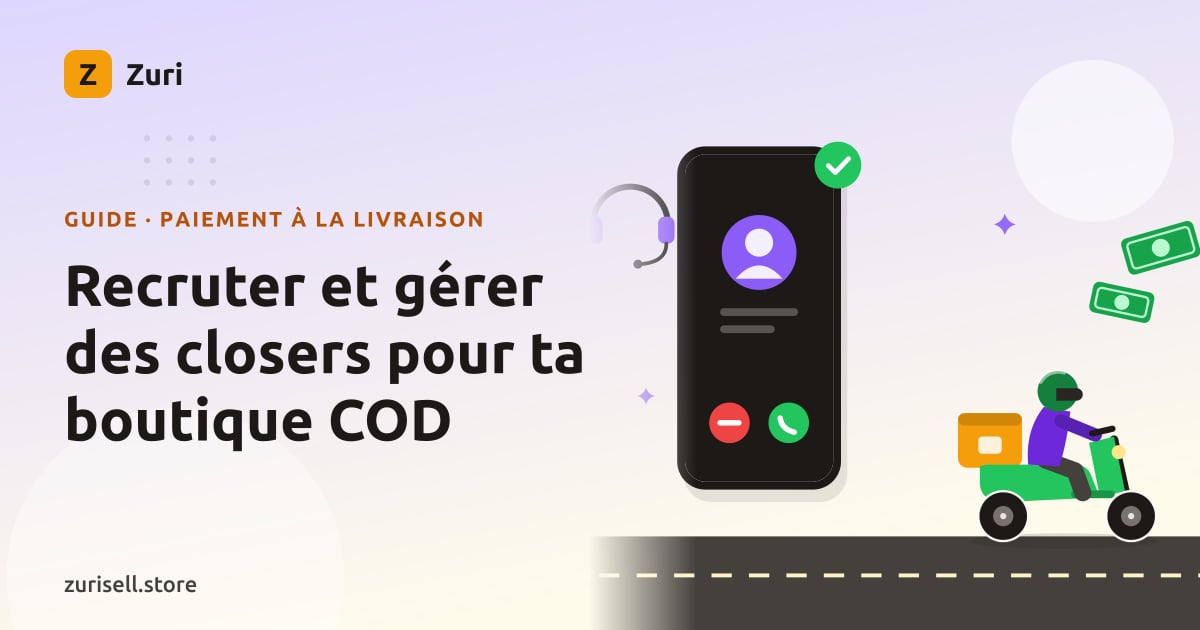 Z Zuri
GUIDE · PAIEMENT À LA LIVRAISON
Recruter et gérer
des closers pour ta
boutique COD
zurisell.store